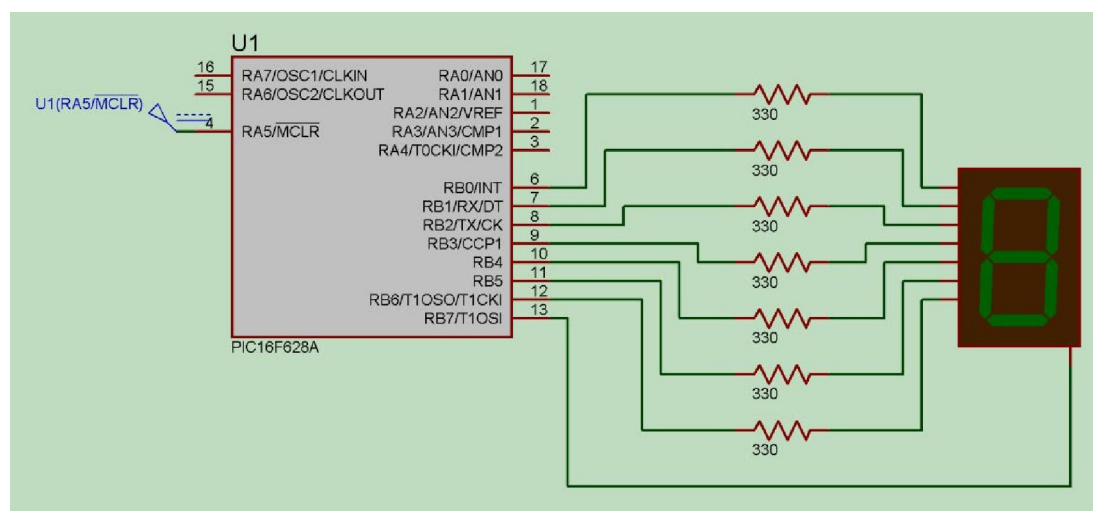 U1
U1(RA5/MCLR)
16 RA7/OSC1/CLKIN
15 RA6/OSC2/CLKOUT
4 RA5/MCLR
RA0/AN0 17
RA1/AN1 18
RA2/AN2/VREF 1
RA3/AN3/CMP1 2
RA4/T0CKI/CMP2 3
RB0/INT 6
RB1/RX/DT 7
RB2/TX/CK 8
RB3/CCP1 9
RB4 10
RB5 11
RB6/T1OSO/T1CKI 12
RB7/T1OSI 13
PIC16F628A
330
330
330
330
330
330
330